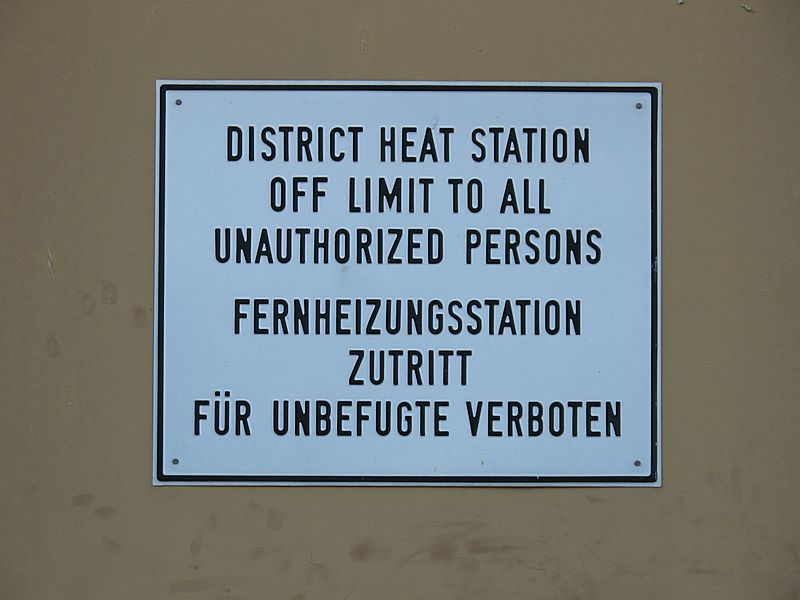 DISTRICT HEAT STATION
OFF LIMIT TO ALL
UNAUTHORIZED PERSONS
FERNHEIZUNGSSTATION
ZUTRITT
FÜR UNBEFUGTE VERBOTEN